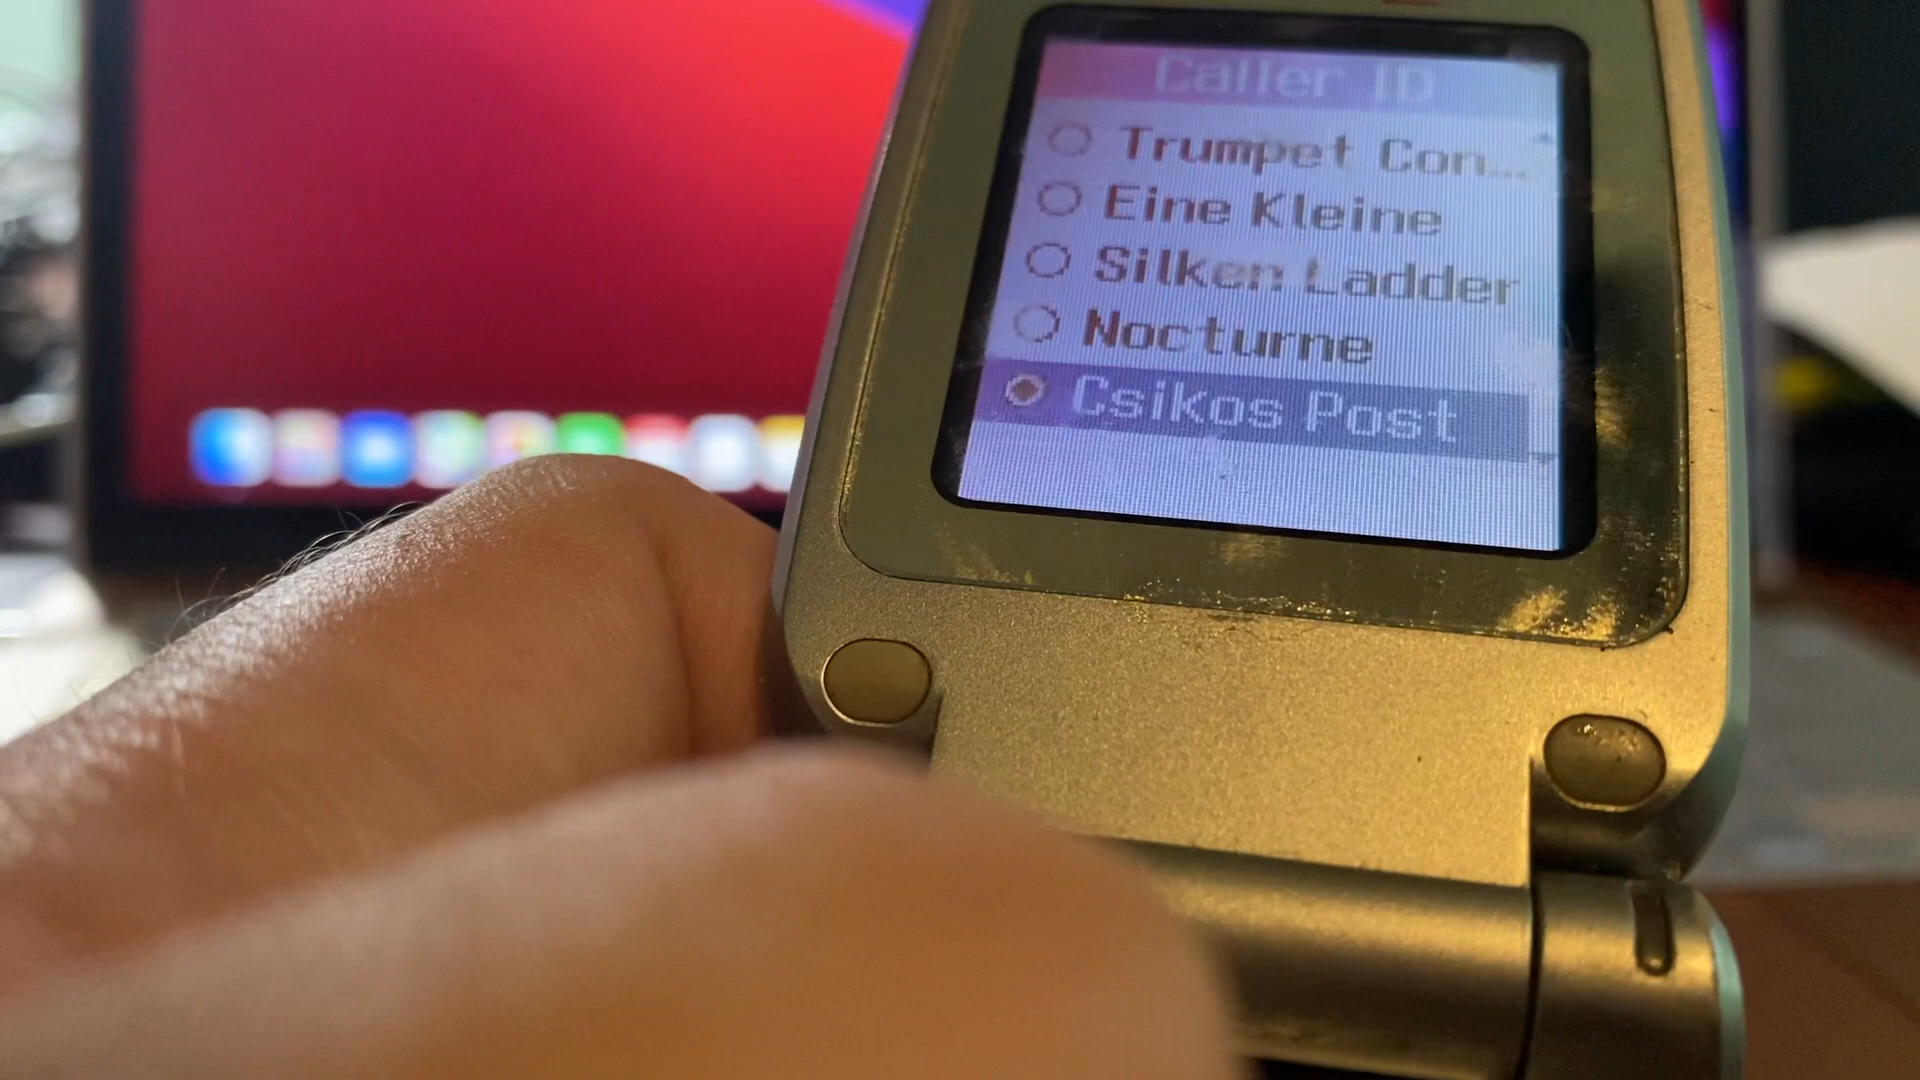 Caller ID
Trumpet Con...
Eine Kleine
Silken Ladder
Nocturne
Csikos Post